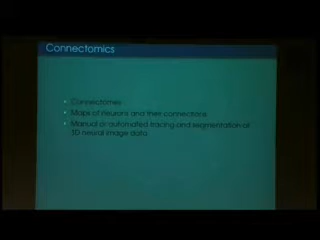 Connectomics
• Connectomes
• Maps of neurons and their connections
• Manual or automated tracing and segmentation of
3D neural image data